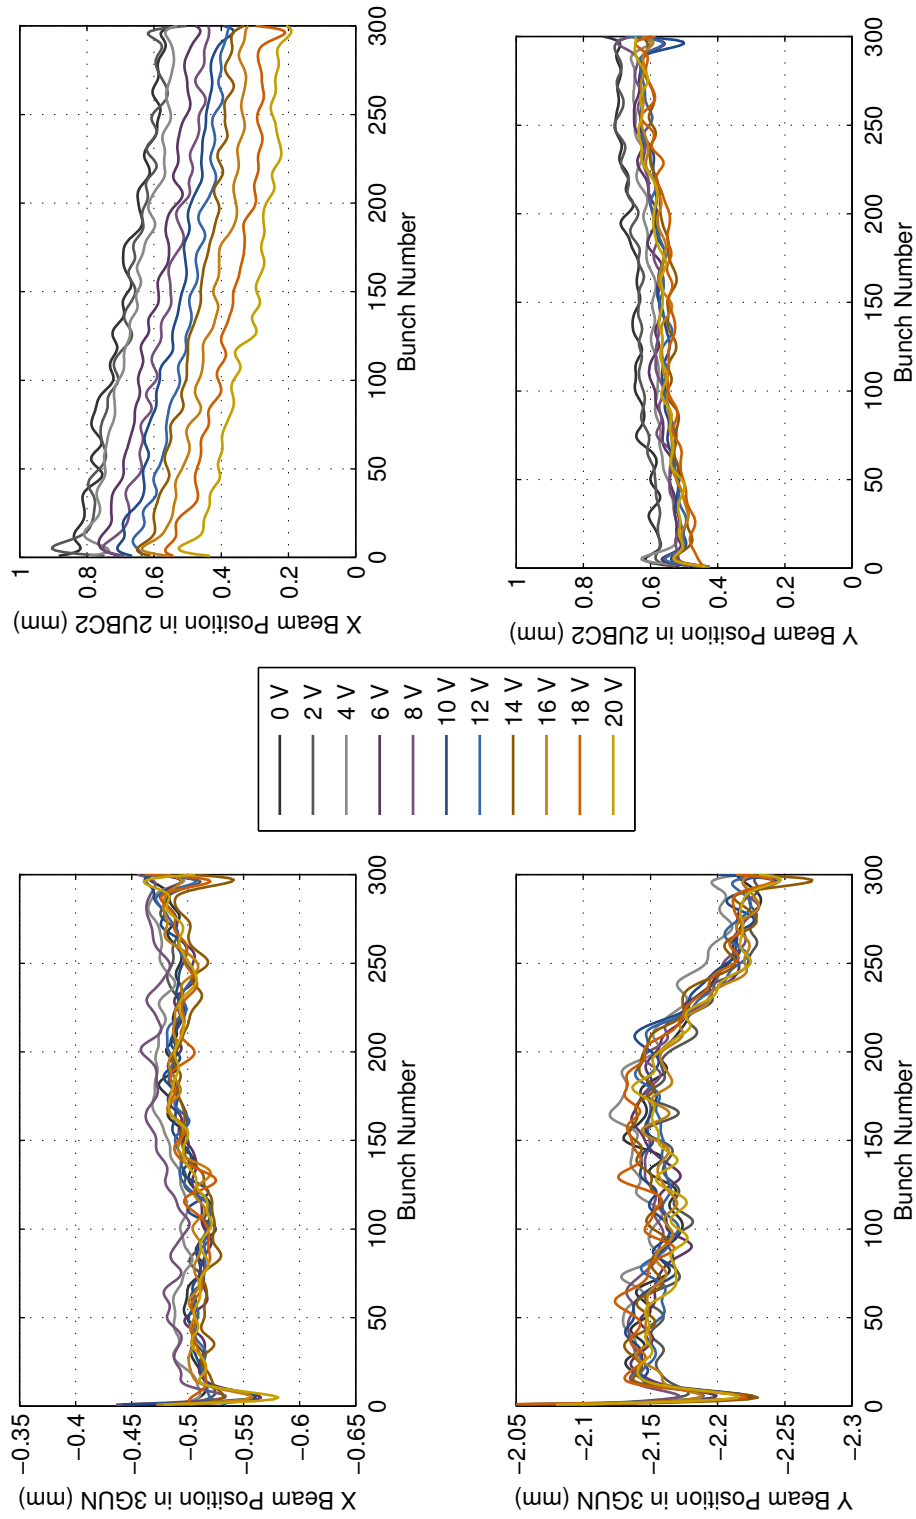 X Beam Position in 3GUN (mm)
−0.35
−0.4
−0.45
−0.5
−0.55
−0.6
−0.65
0 50 100 150 200 250 300
Bunch Number
X Beam Position in 2UBC2 (mm)
1
0.8
0.6
0.4
0.2
0
0 50 100 150 200 250 300
Bunch Number
0 V
2 V
4 V
6 V
8 V
10 V
12 V
14 V
16 V
18 V
20 V
Y Beam Position in 3GUN (mm)
−2.05
−2.1
−2.15
−2.2
−2.25
−2.3
0 50 100 150 200 250 300
Bunch Number
Y Beam Position in 2UBC2 (mm)
1
0.8
0.6
0.4
0.2
0
0 50 100 150 200 250 300
Bunch Number